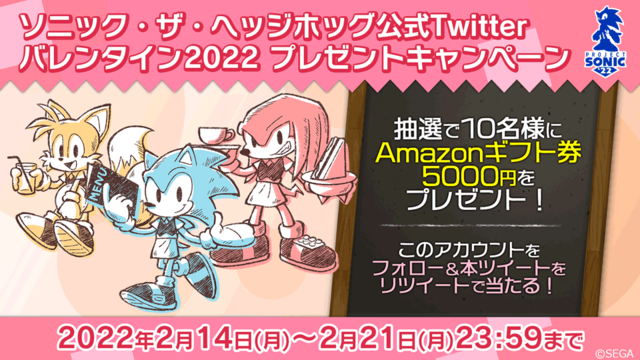 ソニック・ザ・ヘッジホッグ公式Twitter
バレンタイン2022 プレゼントキャンペーン
PROJECT
SONIC
'22
MENU
抽選で10名様に
Amazonギフト券
5000円を
プレゼント！
このアカウントを
フォロー&本ツイートを
リツイートで当たる！
2022年2月14日(月)～2月21日(月)23:59まで
©SEGA